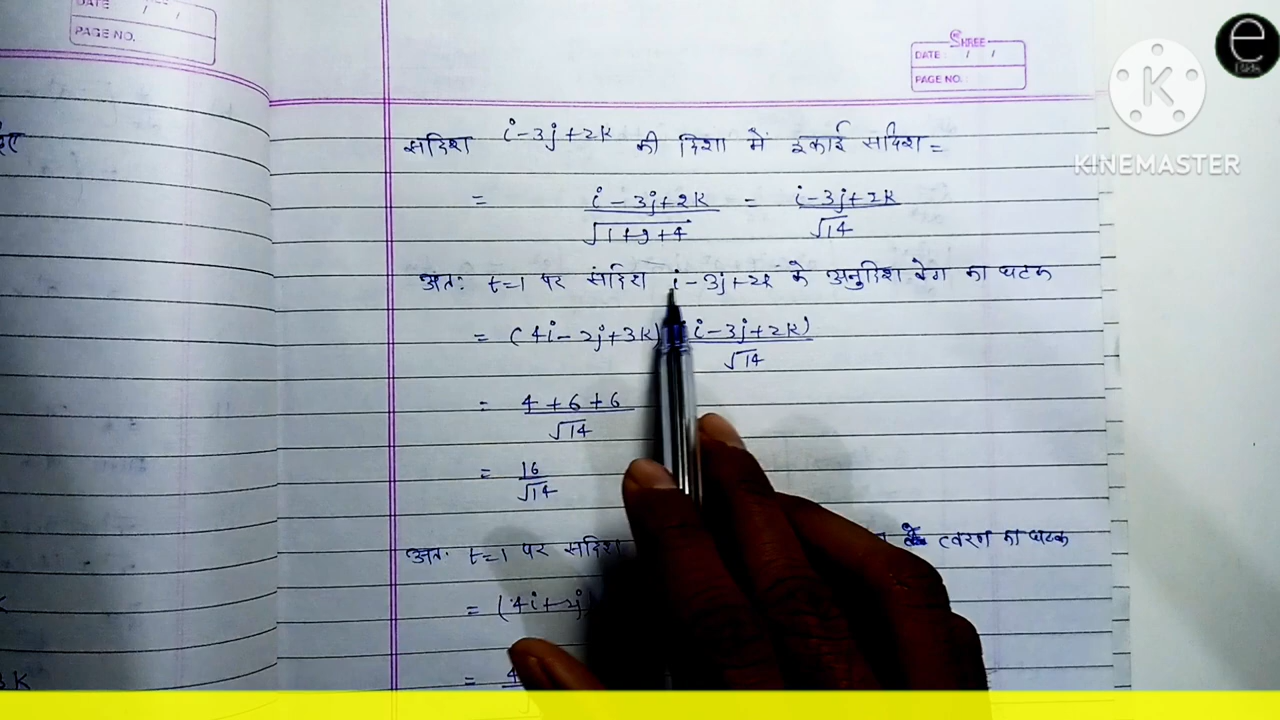 DATE / /
PAGE NO.
SHREE
DATE : / /
PAGE NO. :
e
K
KINEMASTER
सदिश i-3j+2k की दिशा में इकाई सदिश =
= i-3j+2k / √1+9+4 = i-3j+2k / √14
अतः t=1 पर सदिश i-3j+2k के अनुदिश वेग का घटक
= (4i-2j+3k) (i-3j+2k) / √14
= 4+6+6 / √14
= 16 / √14
अतः t=1 पर सदिश के त्वरण का घटक
= (4i+2j)
= 4